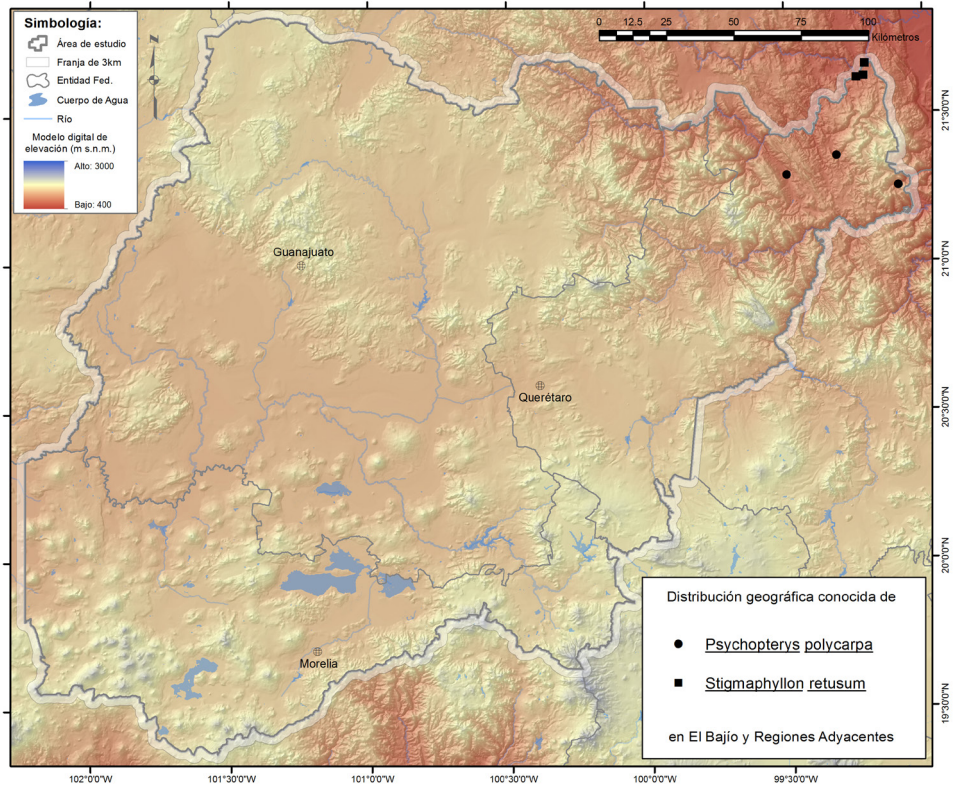 Simbología:
Área de estudio
Franja de 3km
Entidad Fed.
Cuerpo de Agua
Río
Modelo digital de
elevación (m s.n.m.)
Alto: 3000
Bajo: 400
N
0 12.5 25 50 75 100
Kilómetros
Guanajuato
Querétaro
Morelia
21°30'0"N
21°0'0"N
20°30'0"N
20°0'0"N
19°30'0"N
Distribución geográfica conocida de
Psychopterys polycarpa
Stigmaphyllon retusum
en El Bajío y Regiones Adyacentes
102°0'0"W 101°30'0"W 101°0'0"W 100°30'0"W 100°0'0"W 99°30'0"W